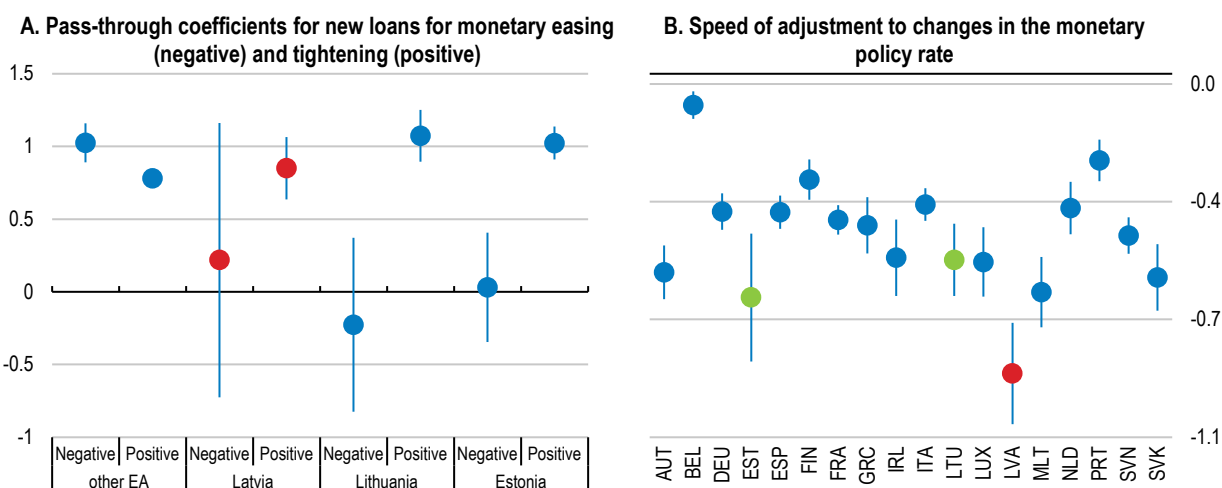 A. Pass-through coefficients for new loans for monetary easing
(negative) and tightening (positive)
1.5
1
0.5
0
-0.5
-1
Negative Positive Negative Positive Negative Positive Negative Positive
other EA Latvia Lithuania Estonia
B. Speed of adjustment to changes in the monetary
policy rate
0.0
-0.4
-0.7
-1.1
AUT
BEL
DEU
EST
ESP
FIN
FRA
GRC
IRL
ITA
LTU
LUX
LVA
MLT
NLD
PRT
SVN
SVK